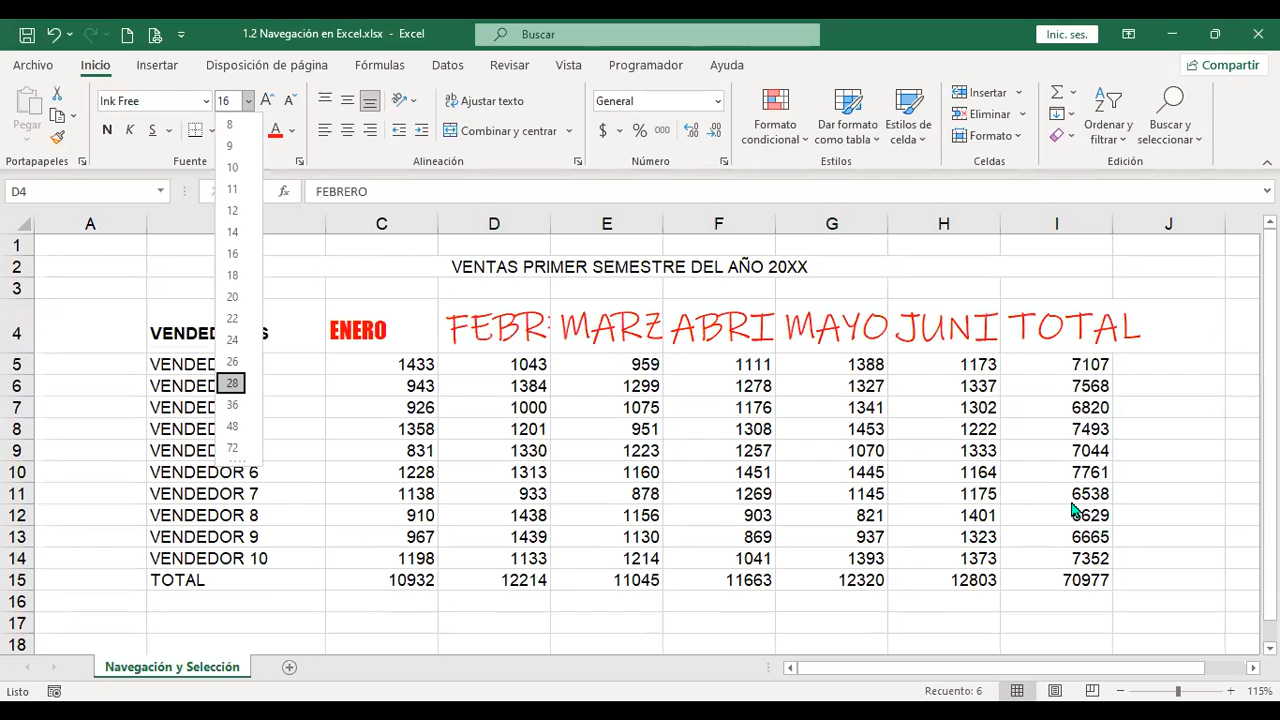 1.2 Navegación en Excel.xlsx - Excel
Buscar
Inic. ses.
Archivo Inicio Insertar Disposición de página Fórmulas Datos Revisar Vista Programador Ayuda
Compartir
Pegar
Ink Free 16
N K S
Ajustar texto
Combinar y centrar
General
$ % 000
Formato condicional
Dar formato como tabla
Estilos de celda
Insertar
Eliminar
Formato
Ordenar y filtrar
Buscar y seleccionar
Portapapeles Fuente Alineación Número Estilos Celdas Edición
D4 fx FEBRERO
8
9
10
11
12
14
16
18
20
22
24
26
28
36
48
72
A C D E F G H I J
1
2 VENTAS PRIMER SEMESTRE DEL AÑO 20XX
3
4 VENDED S ENERO FEBR MARZ ABRI MAYO JUNI TOTAL
5 VENDED 1433 1043 959 1111 1388 1173 7107
6 VENDED 943 1384 1299 1278 1327 1337 7568
7 VENDED 926 1000 1075 1176 1341 1302 6820
8 VENDED 1358 1201 951 1308 1453 1222 7493
9 VENDED 831 1330 1223 1257 1070 1333 7044
10 VENDEDOR 6 1228 1313 1160 1451 1445 1164 7761
11 VENDEDOR 7 1138 933 878 1269 1145 1175 6538
12 VENDEDOR 8 910 1438 1156 903 821 1401 6629
13 VENDEDOR 9 967 1439 1130 869 937 1323 6665
14 VENDEDOR 10 1198 1133 1214 1041 1393 1373 7352
15 TOTAL 10932 12214 11045 11663 12320 12803 70977
16
17
18
Navegación y Selección
Listo Recuento: 6 115%